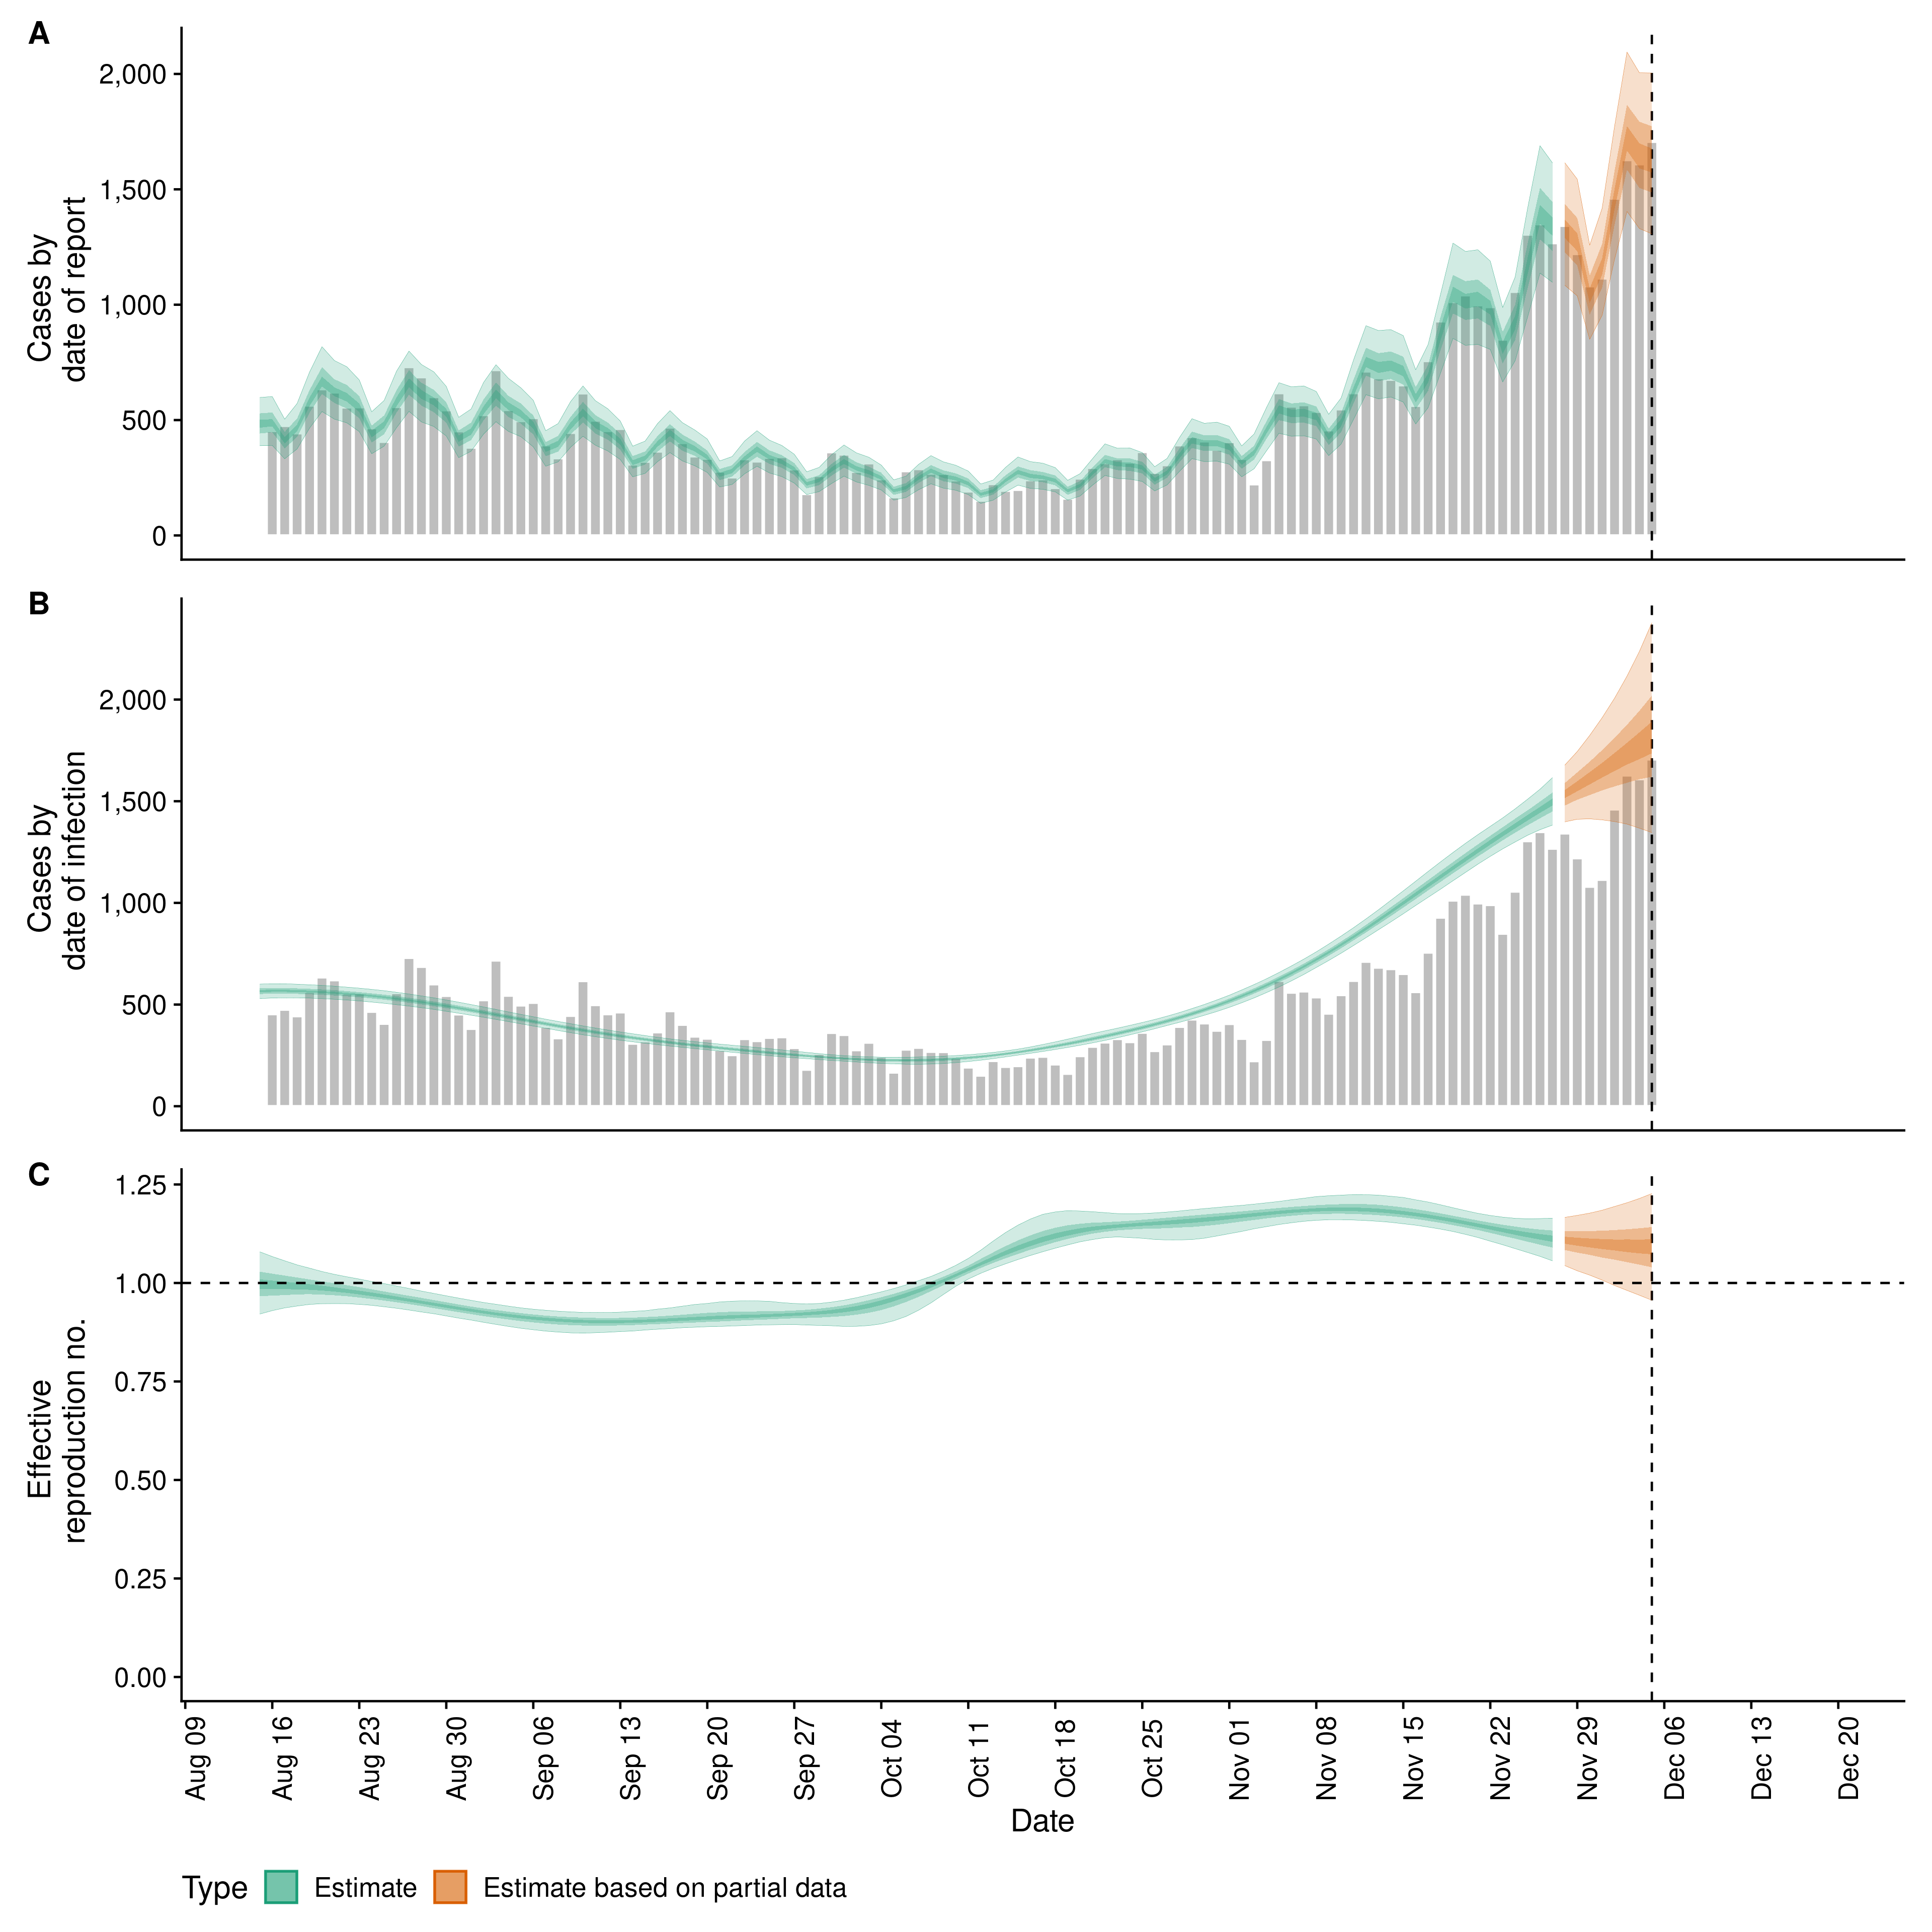 A
2,000
1,500
1,000
500
0
Cases by
date of report
B
2,000
1,500
1,000
500
0
Cases by
date of infection
C
1.25
1.00
0.75
0.50
0.25
0.00
Effective
reproduction no.
Aug 09
Aug 16
Aug 23
Aug 30
Sep 06
Sep 13
Sep 20
Sep 27
Oct 04
Oct 11
Oct 18
Oct 25
Nov 01
Nov 08
Nov 15
Nov 22
Nov 29
Dec 06
Dec 13
Dec 20
Date
Type Estimate Estimate based on partial data